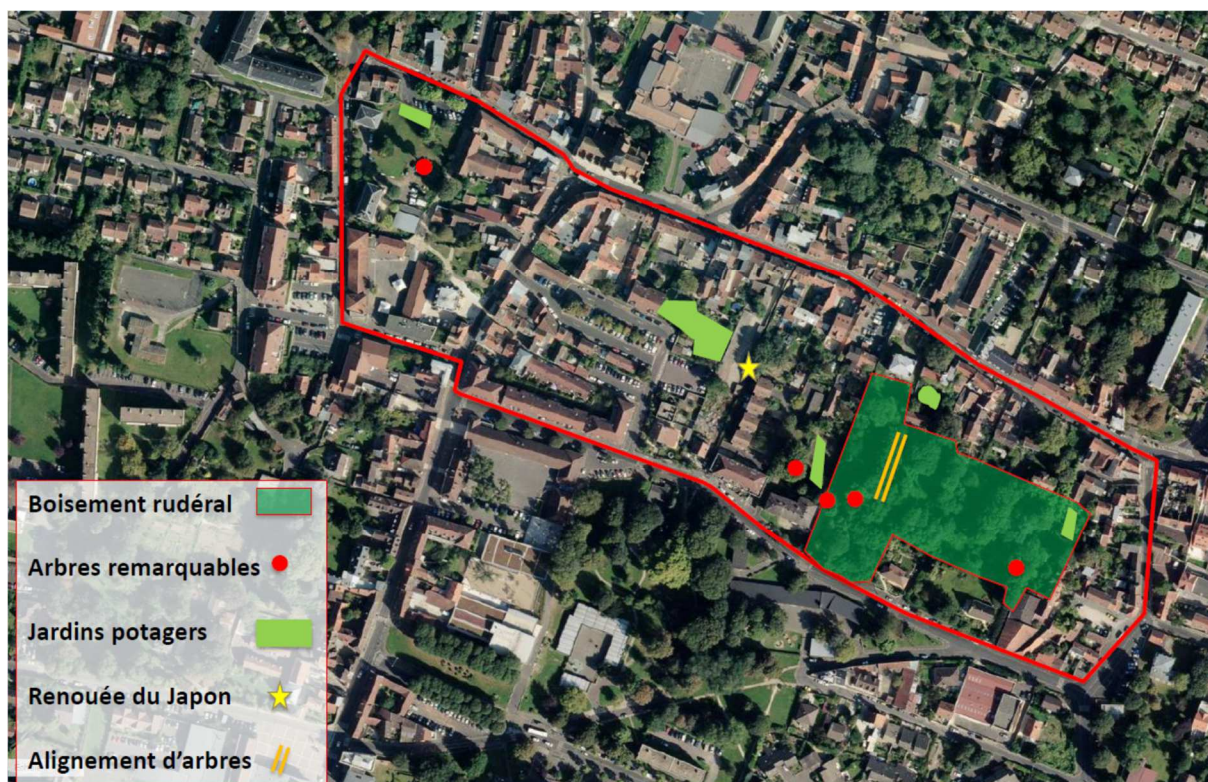 Boisement rudéral
Arbres remarquables
Jardins potagers
Renouée du Japon
Alignement d’arbres